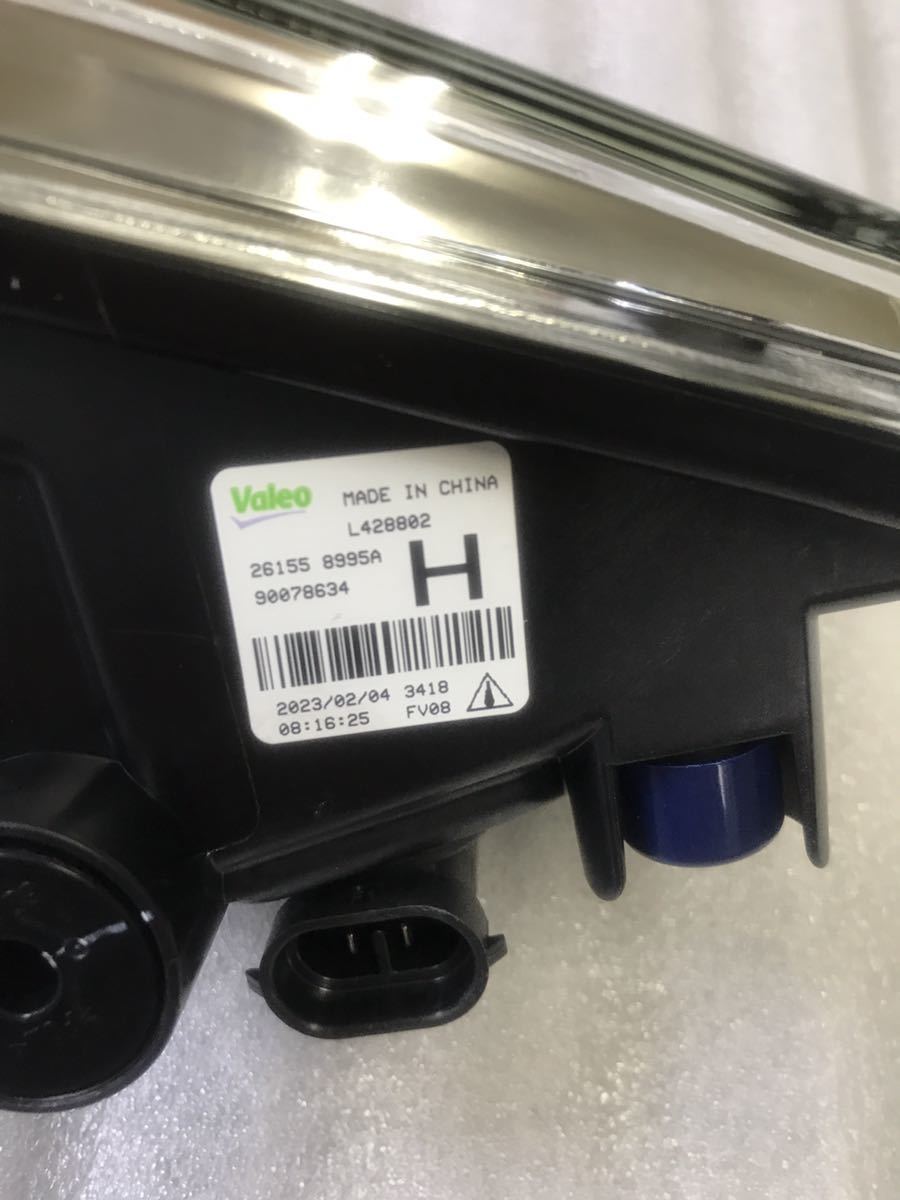 Valeo MADE IN CHINA
L428802
26155 8995A
H
90078634
2023/02/04 3418
08:16:25 FV08